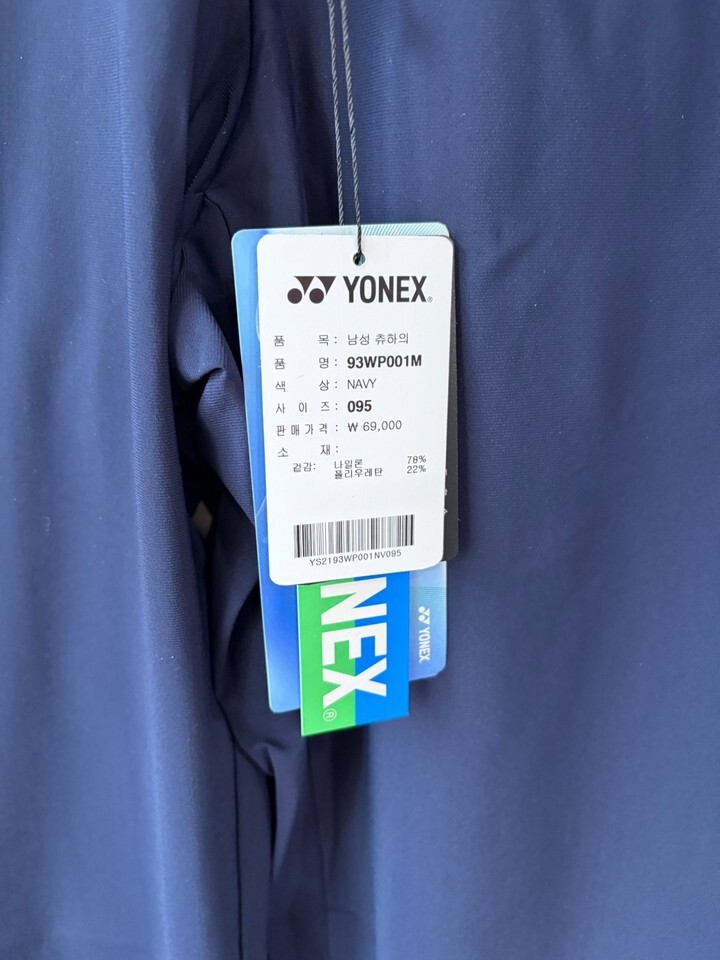 YONEX®
품 목: 남성 츄하의
품 명: 93WP001M
색 상: NAVY
사 이 즈: 095
판 매 가 격: ₩ 69,000
소 재:
겉감: 나일론 78%
폴리우레탄 22%
YS2193WP001NV095
NEX®
YONEX